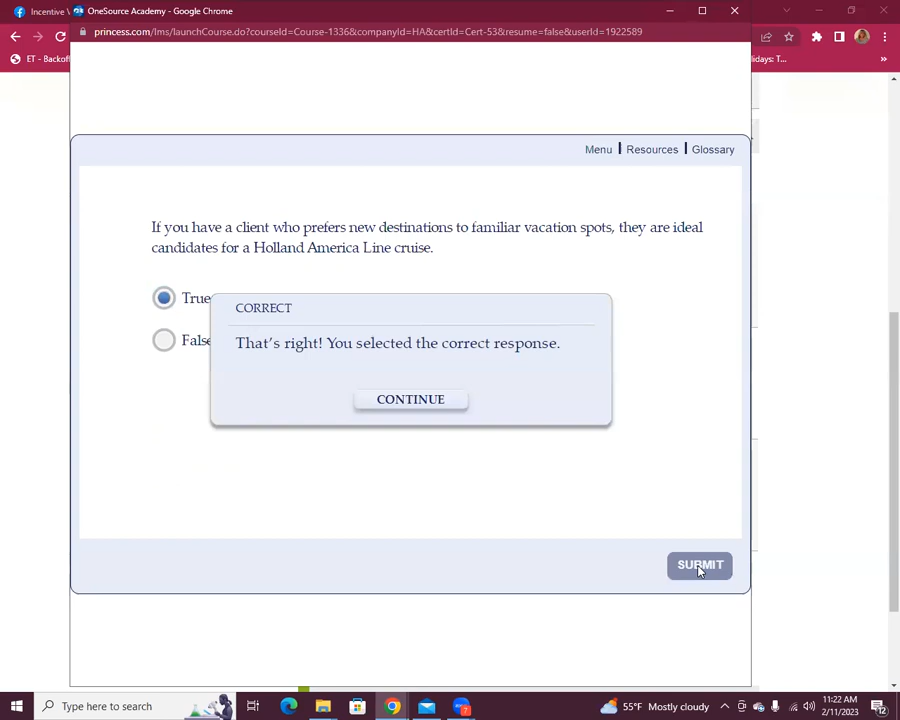 Incentive V
OneSource Academy - Google Chrome
princess.com/lms/launchCourse.do?courseId=Course-1336&companyId=HA&certId=Cert-53&resume=false&userId=1922589
ET - Backoff
lidays: T...
»
Menu | Resources | Glossary
If you have a client who prefers new destinations to familiar vacation spots, they are ideal
candidates for a Holland America Line cruise.
True
False
CORRECT
That's right! You selected the correct response.
CONTINUE
SUBMIT
Type here to search
55°F Mostly cloudy
11:22 AM
2/11/2023
12